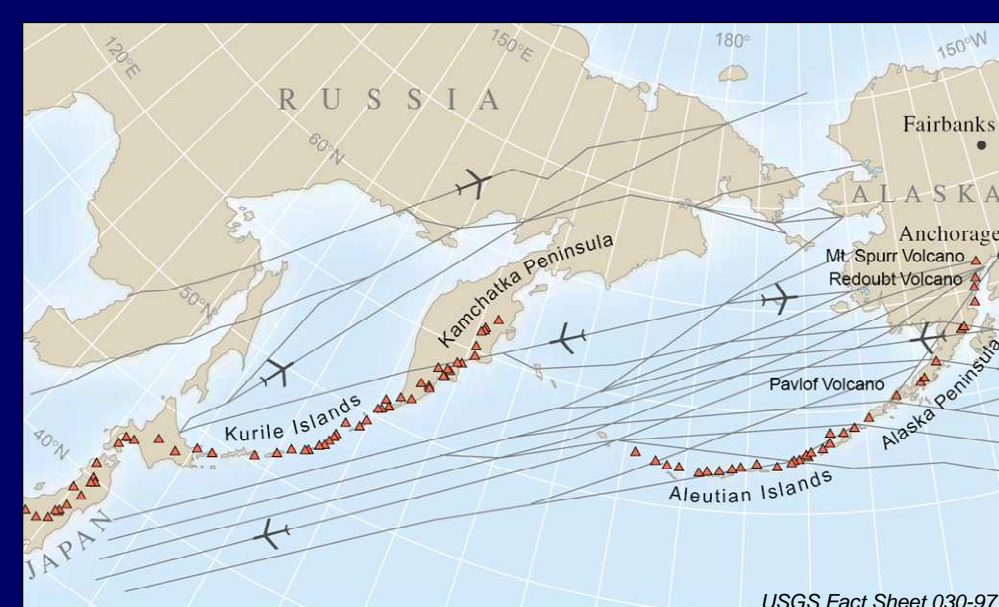 120°E
150°E
180°
150°W
RUSSIA
Fairbanks
60°N
ALASKA
Anchorage
Kamchatka Peninsula
Mt. Spurr Volcano
Redoubt Volcano
50°N
Pavlof Volcano
Alaska Peninsula
Kurile Islands
40°N
Aleutian Islands
JAPAN
USGS Fact Sheet 030-97